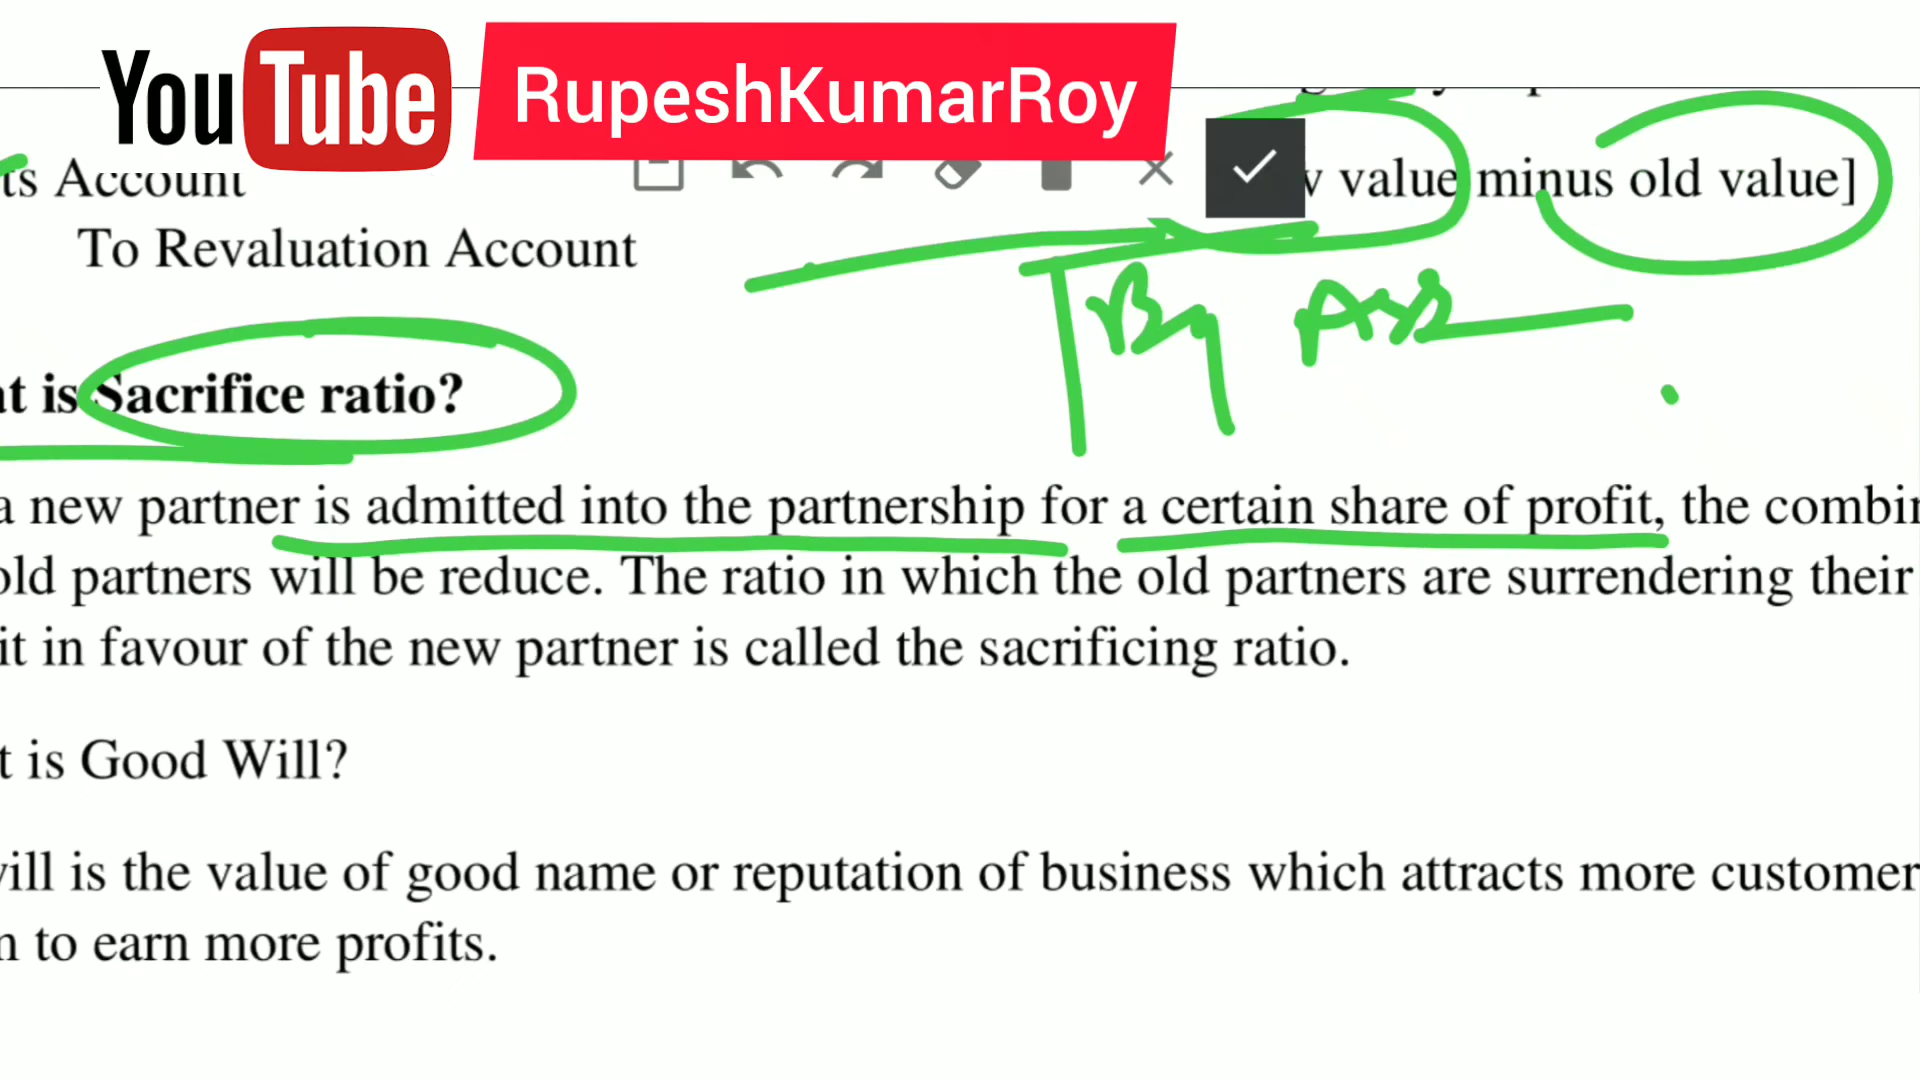 YouTube RupeshKumarRoy
ts Account value minus old value]
To Revaluation Account
By
at is Sacrifice ratio?
a new partner is admitted into the partnership for a certain share of profit, the combin
old partners will be reduce. The ratio in which the old partners are surrendering their
it in favour of the new partner is called the sacrificing ratio.
t is Good Will?
will is the value of good name or reputation of business which attracts more customer
to earn more profits.